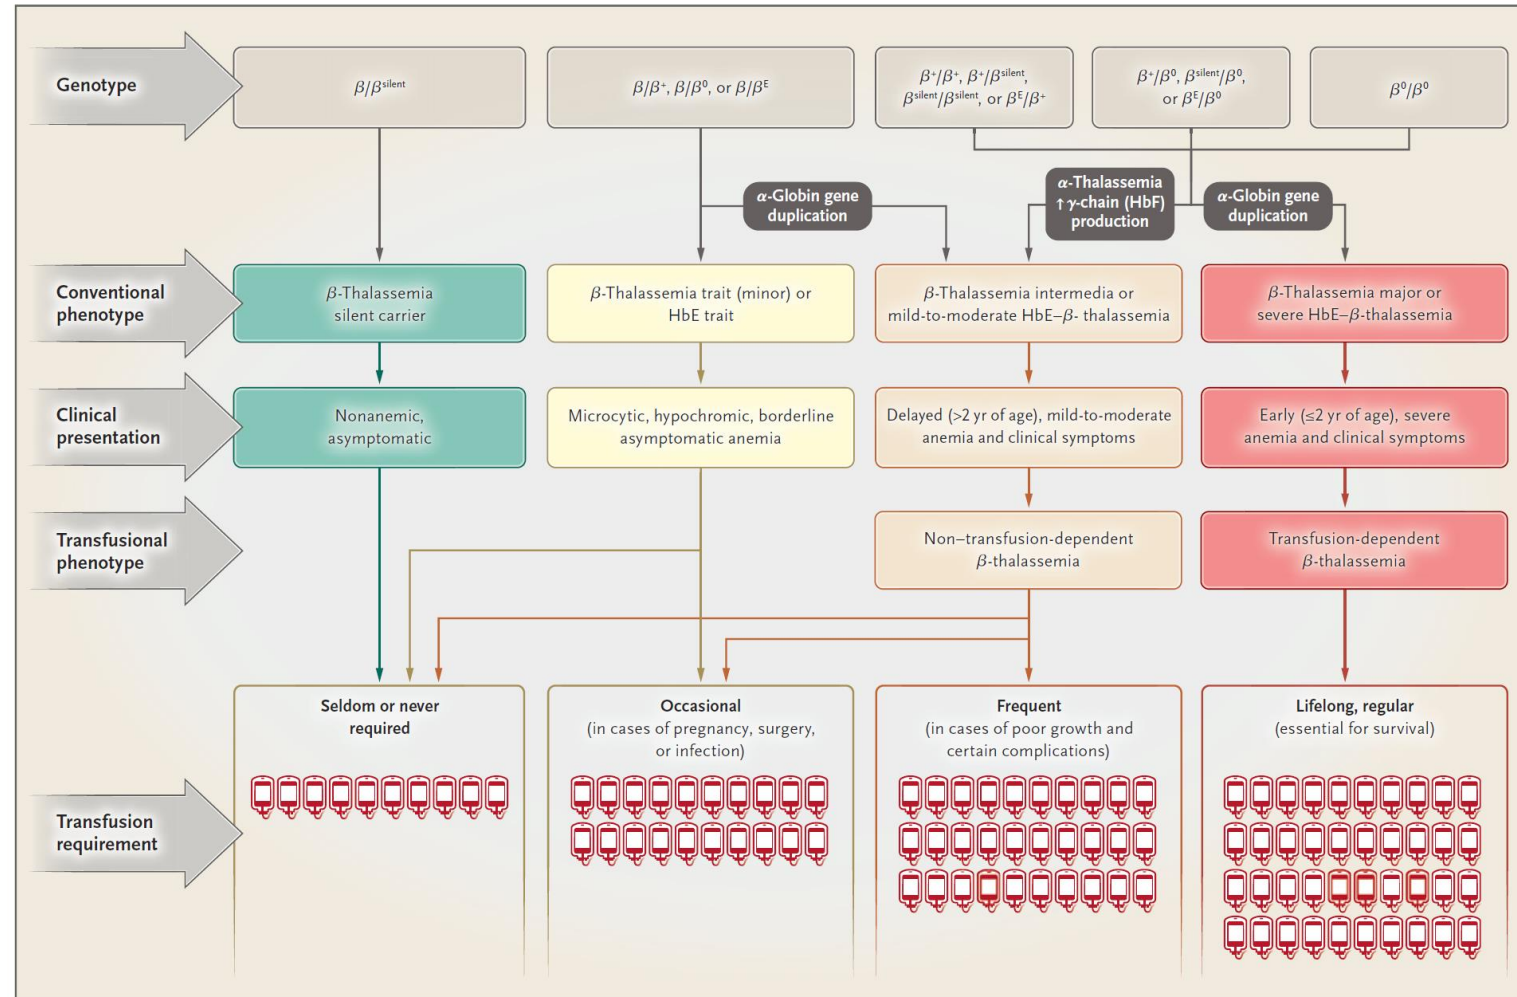 Genotype
β/βsilent
β/β+, β/β0, or β/βE
β+/β+, β+/βsilent,
βsilent/βsilent, or βE/β+
β+/β0, βsilent/β0,
or βE/β0
β0/β0
α-Globin gene
duplication
α-Thalassemia
↑γ-chain (HbF)
production
α-Globin gene
duplication
Conventional
phenotype
β-Thalassemia
silent carrier
β-Thalassemia trait (minor) or
HbE trait
β-Thalassemia intermedia or
mild-to-moderate HbE–β- thalassemia
β-Thalassemia major or
severe HbE–β-thalassemia
Clinical
presentation
Nonanemic,
asymptomatic
Microcytic, hypochromic, borderline
asymptomatic anemia
Delayed (>2 yr of age), mild-to-moderate
anemia and clinical symptoms
Early (≤2 yr of age), severe
anemia and clinical symptoms
Transfusional
phenotype
Non–transfusion-dependent
β-thalassemia
Transfusion-dependent
β-thalassemia
Transfusion
requirement
Seldom or never
required
Occasional
(in cases of pregnancy, surgery,
or infection)
Frequent
(in cases of poor growth and
certain complications)
Lifelong, regular
(essential for survival)